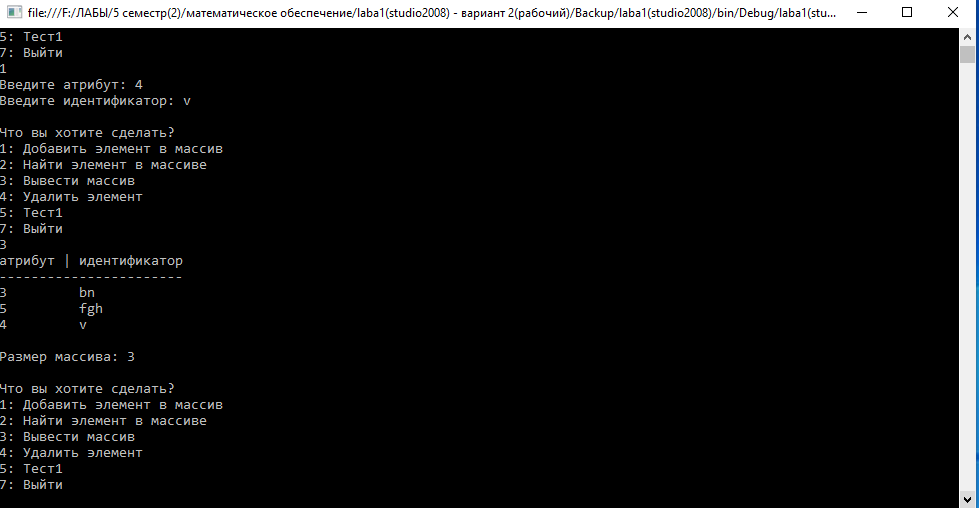 file:///F:/ЛАБЫ/5 семестр(2)/математическое обеспечение/laba1(studio2008) - вариант 2(рабочий)/Backup/laba1(studio2008)/bin/Debug/laba1(stu...
5: Тест1
7: Выйти
1
Введите атрибут: 4
Введите идентификатор: v
Что вы хотите сделать?
1: Добавить элемент в массив
2: Найти элемент в массиве
3: Вывести массив
4: Удалить элемент
5: Тест1
7: Выйти
3
атрибут | идентификатор
-----------------------
3 bn
5 fgh
4 v
Размер массива: 3
Что вы хотите сделать?
1: Добавить элемент в массив
2: Найти элемент в массиве
3: Вывести массив
4: Удалить элемент
5: Тест1
7: Выйти